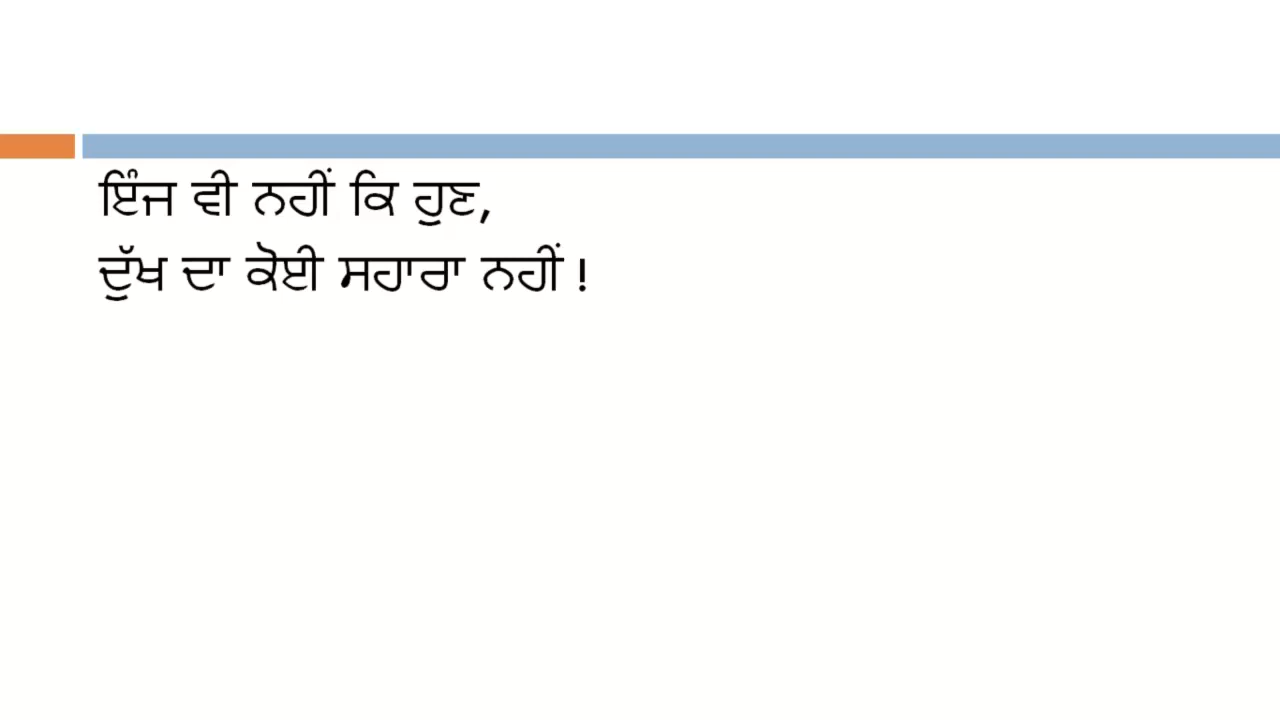 ਇੰਜ ਵੀ ਨਹੀਂ ਕਿ ਹੁਣ,
ਦੁੱਖ ਦਾ ਕੋਈ ਸਹਾਰਾ ਨਹੀਂ !